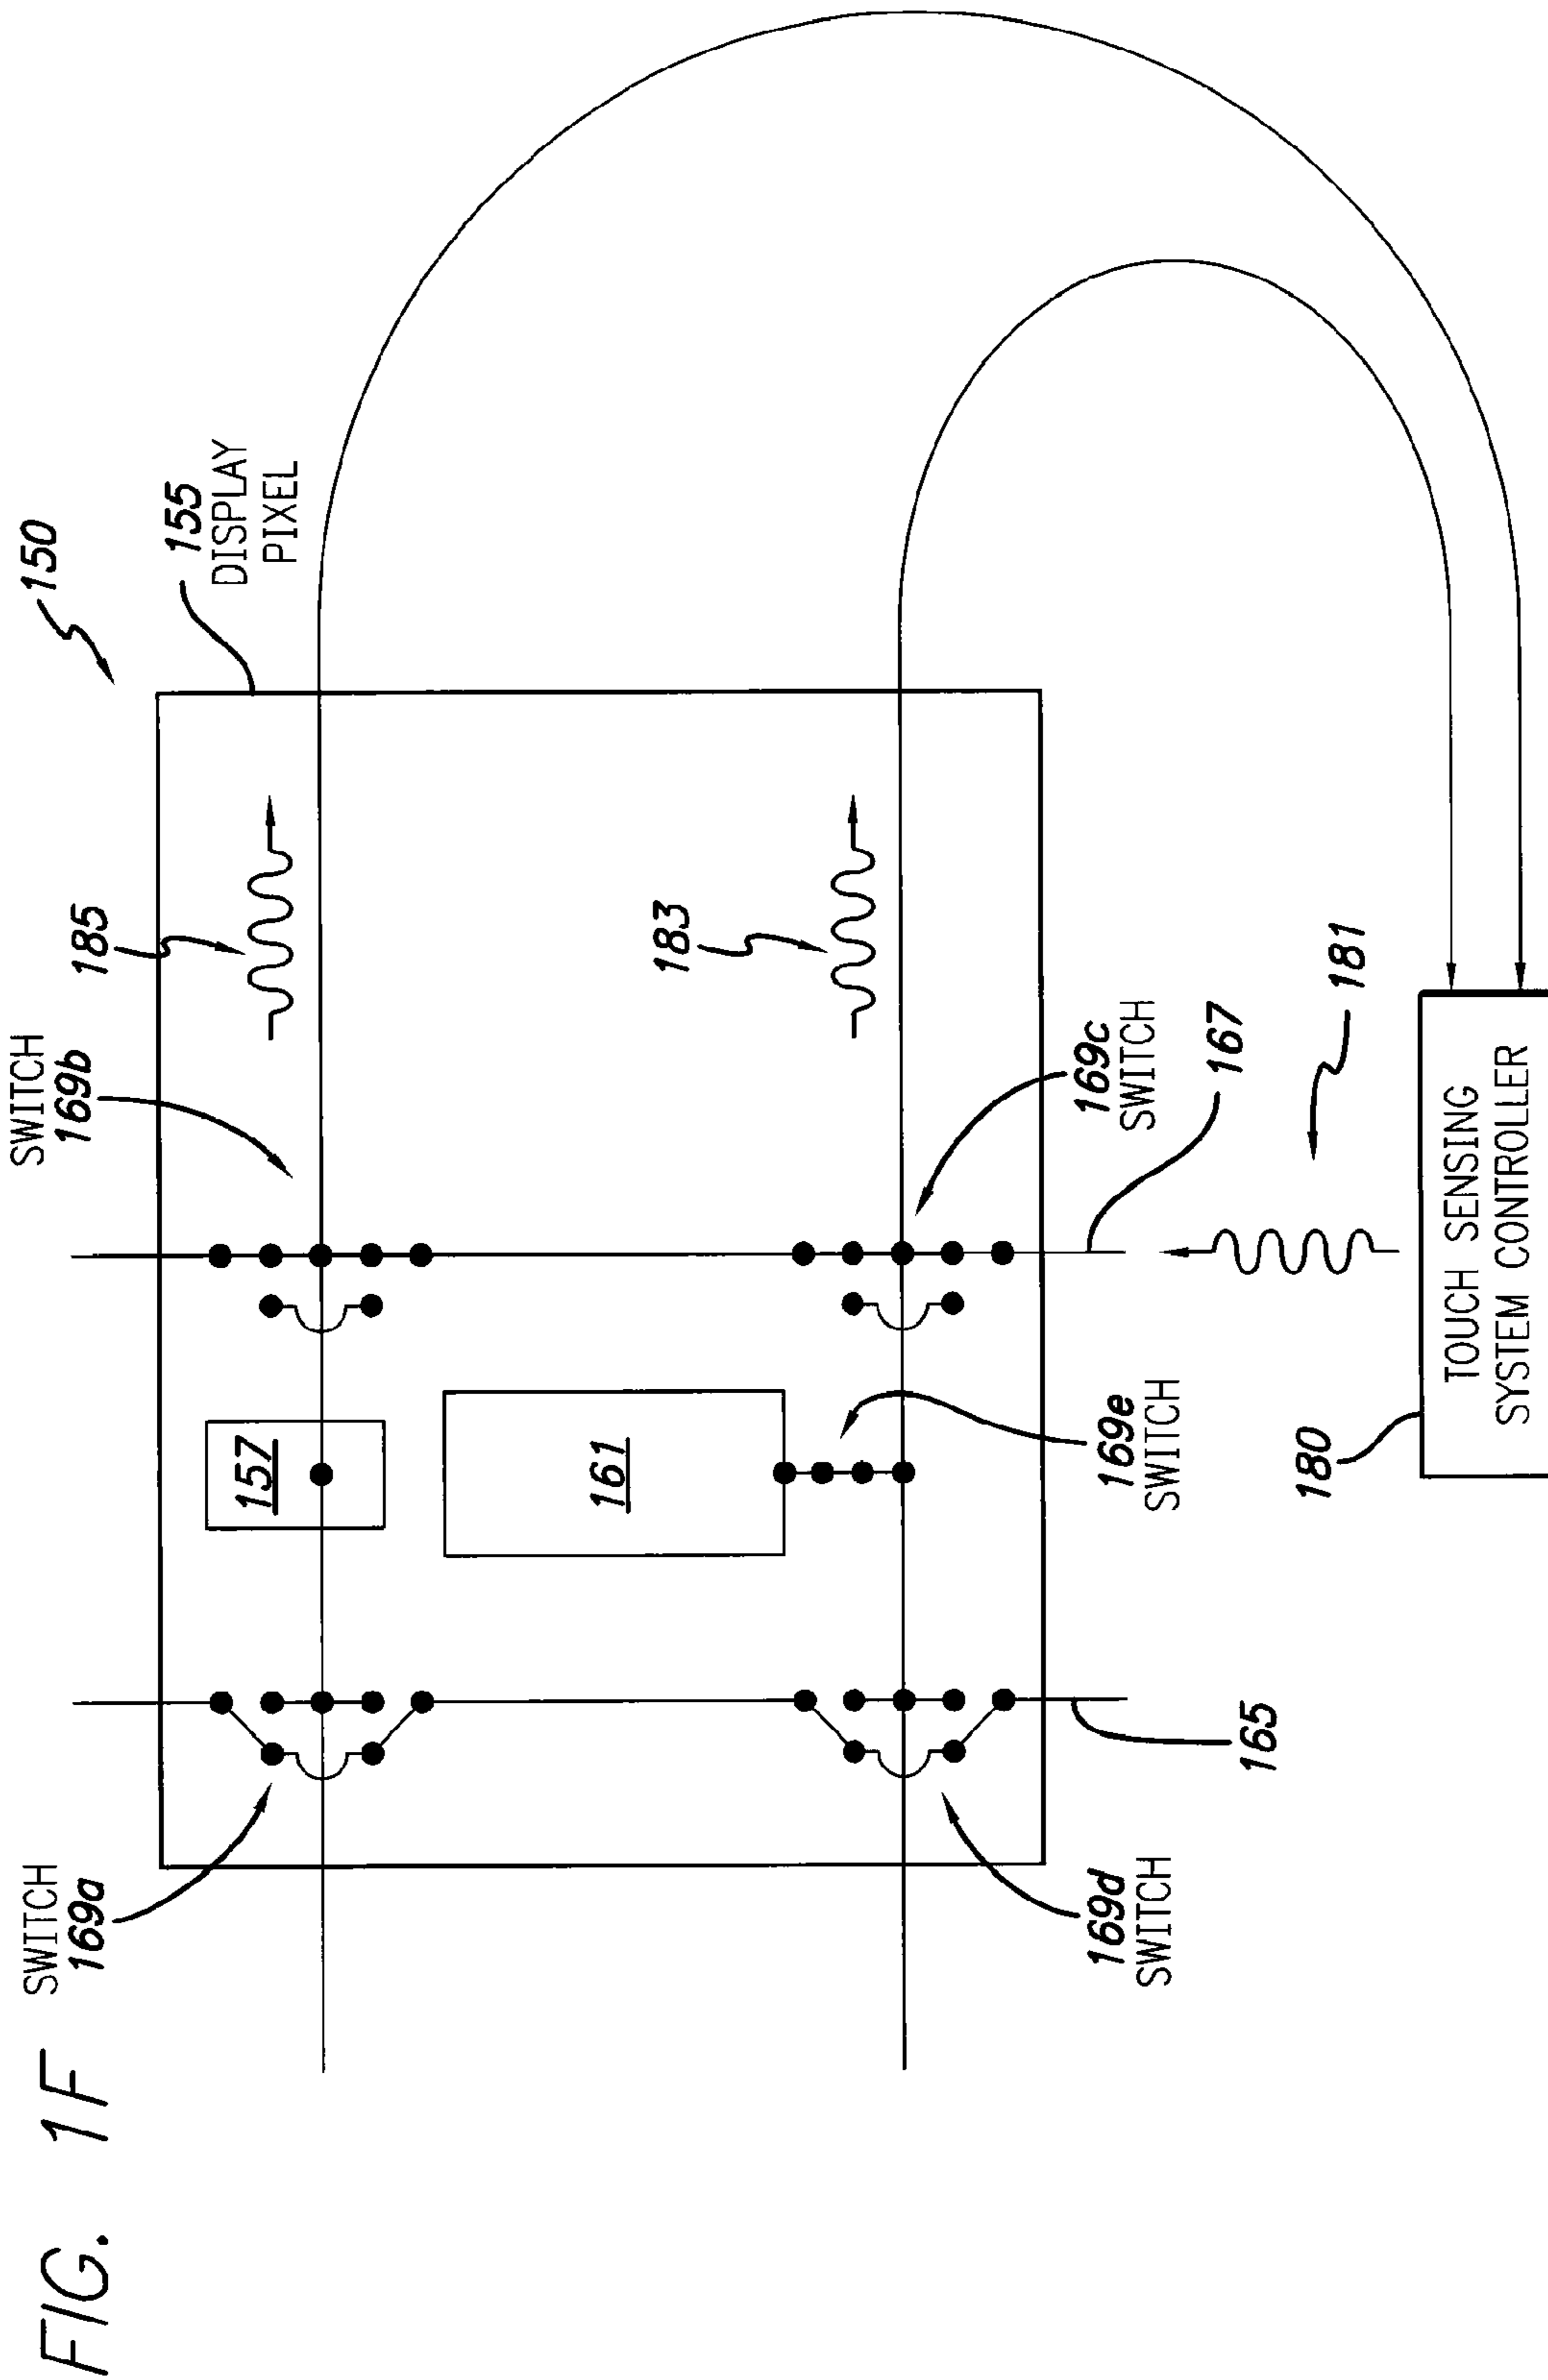 FIG. 1F
SWITCH
169a
SWITCH
169b
185
150
155
DISPLAY
PIXEL
157
161
183
169d
SWITCH
169e
SWITCH
169c
SWITCH
165
167
181
180
TOUCH SENSING
SYSTEM CONTROLLER